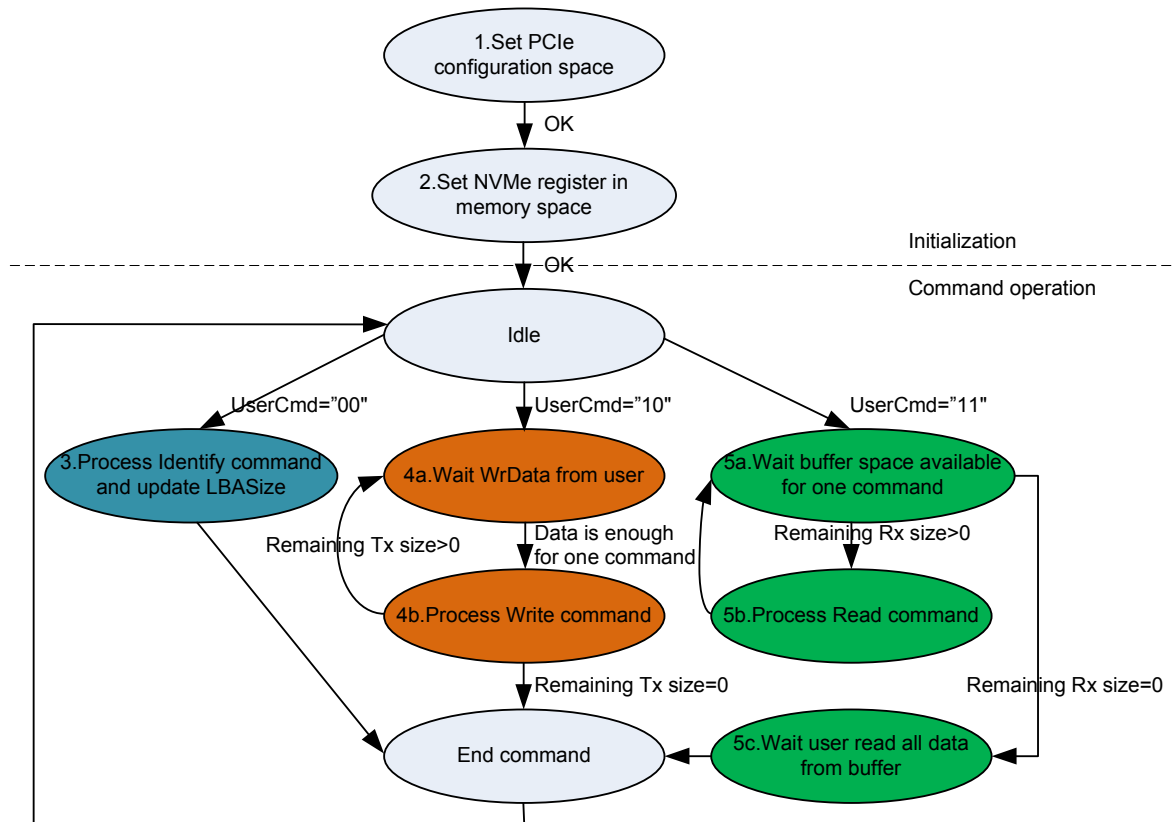 1.Set PCIe
configuration space
OK
2.Set NVMe register in
memory space
Initialization
OK
Command operation
Idle
UserCmd=”00"
UserCmd=”10"
UserCmd=”11"
3.Process Identify command
and update LBASize
4a.Wait WrData from user
5a.Wait buffer space available
for one command
Remaining Tx size>0
Data is enough
for one command
Remaining Rx size>0
4b.Process Write command
5b.Process Read command
Remaining Tx size=0
Remaining Rx size=0
End command
5c.Wait user read all data
from buffer